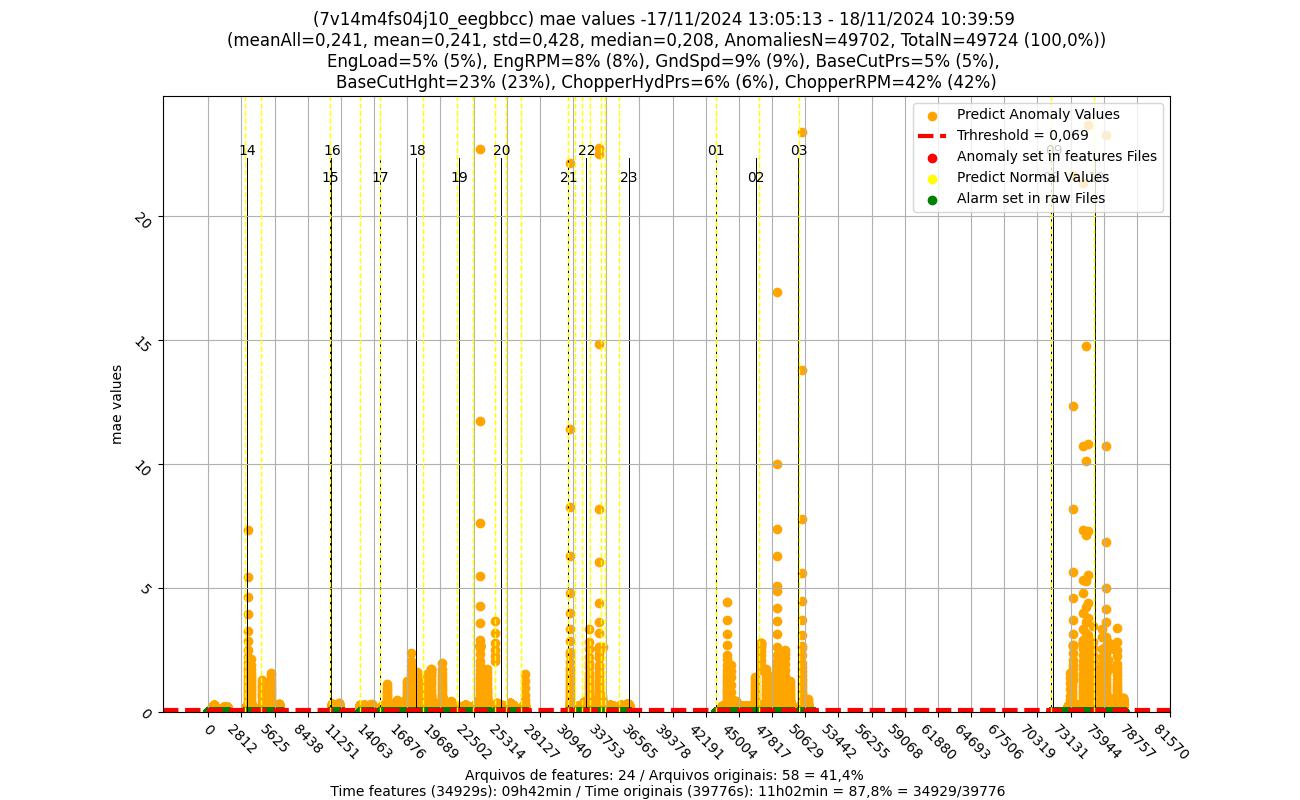 (7v14m4fs04j10_eegbbcc) mae values -17/11/2024 13:05:13 - 18/11/2024 10:39:59
(meanAll=0,241, mean=0,241, std=0,428, median=0,208, AnomaliesN=49702, TotalN=49724 (100,0%))
EngLoad=5% (5%), EngRPM=8% (8%), GndSpd=9% (9%), BaseCutPrs=5% (5%),
BaseCutHght=23% (23%), ChopperHydPrs=6% (6%), ChopperRPM=42% (42%)
Predict Anomaly Values
Trhreshold = 0,069
Anomaly set in features Files
Predict Normal Values
Alarm set in raw Files
14 16 18 20 22 01 03 09
15 17 19 21 23 02
mae values
20
15
10
5
0
0 2812 5625 8438 11251 14063 16876 19689 22502 25314 28127 30940 33753 36565 39378 42191 45004 47817 50629 53442 56255 59068 61880 64693 67506 70319 73131 75944 78757 81570
Arquivos de features: 24 / Arquivos originais: 58 = 41,4%
Time features (34929s): 09h42min / Time originais (39776s): 11h02min = 87,8% = 34929/39776